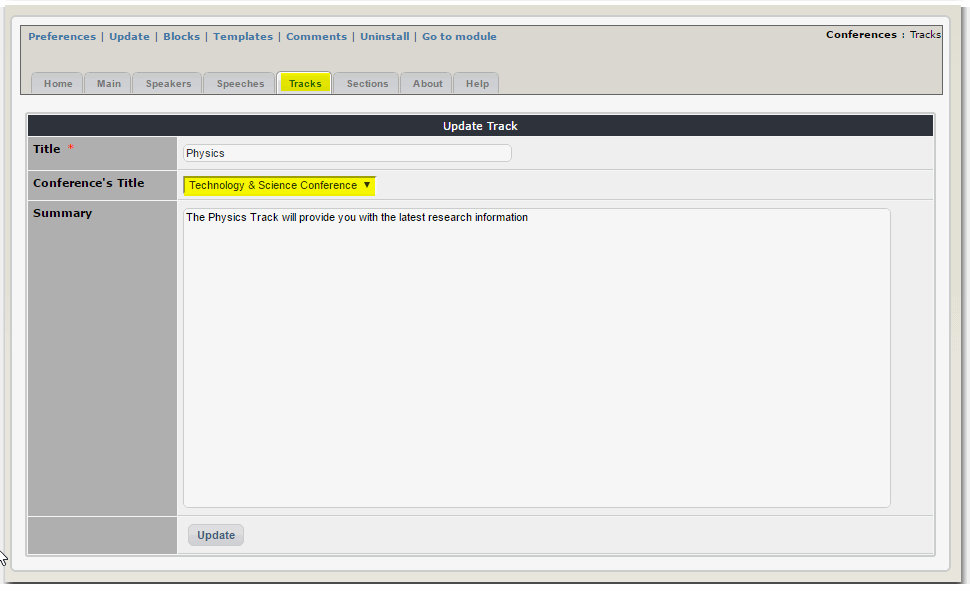 Preferences | Update | Blocks | Templates | Comments | Uninstall | Go to module
Conferences : Tracks
Home Main Speakers Speeches Tracks Sections About Help
Update Track
Title * Physics
Conference's Title Technology & Science Conference ▼
Summary The Physics Track will provide you with the latest research information
Update